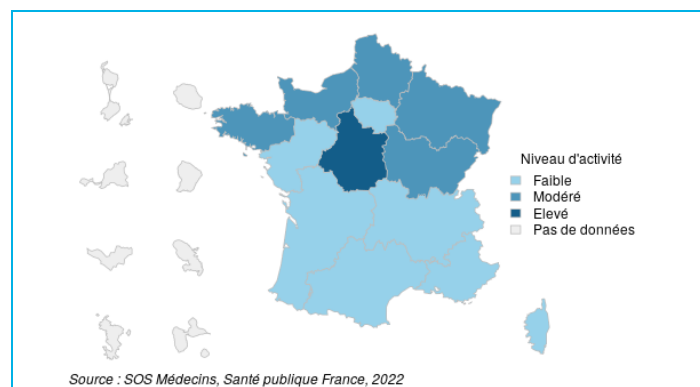 Niveau d'activité
Faible
Modéré
Elevé
Pas de données
Source : SOS Médecins, Santé publique France, 2022